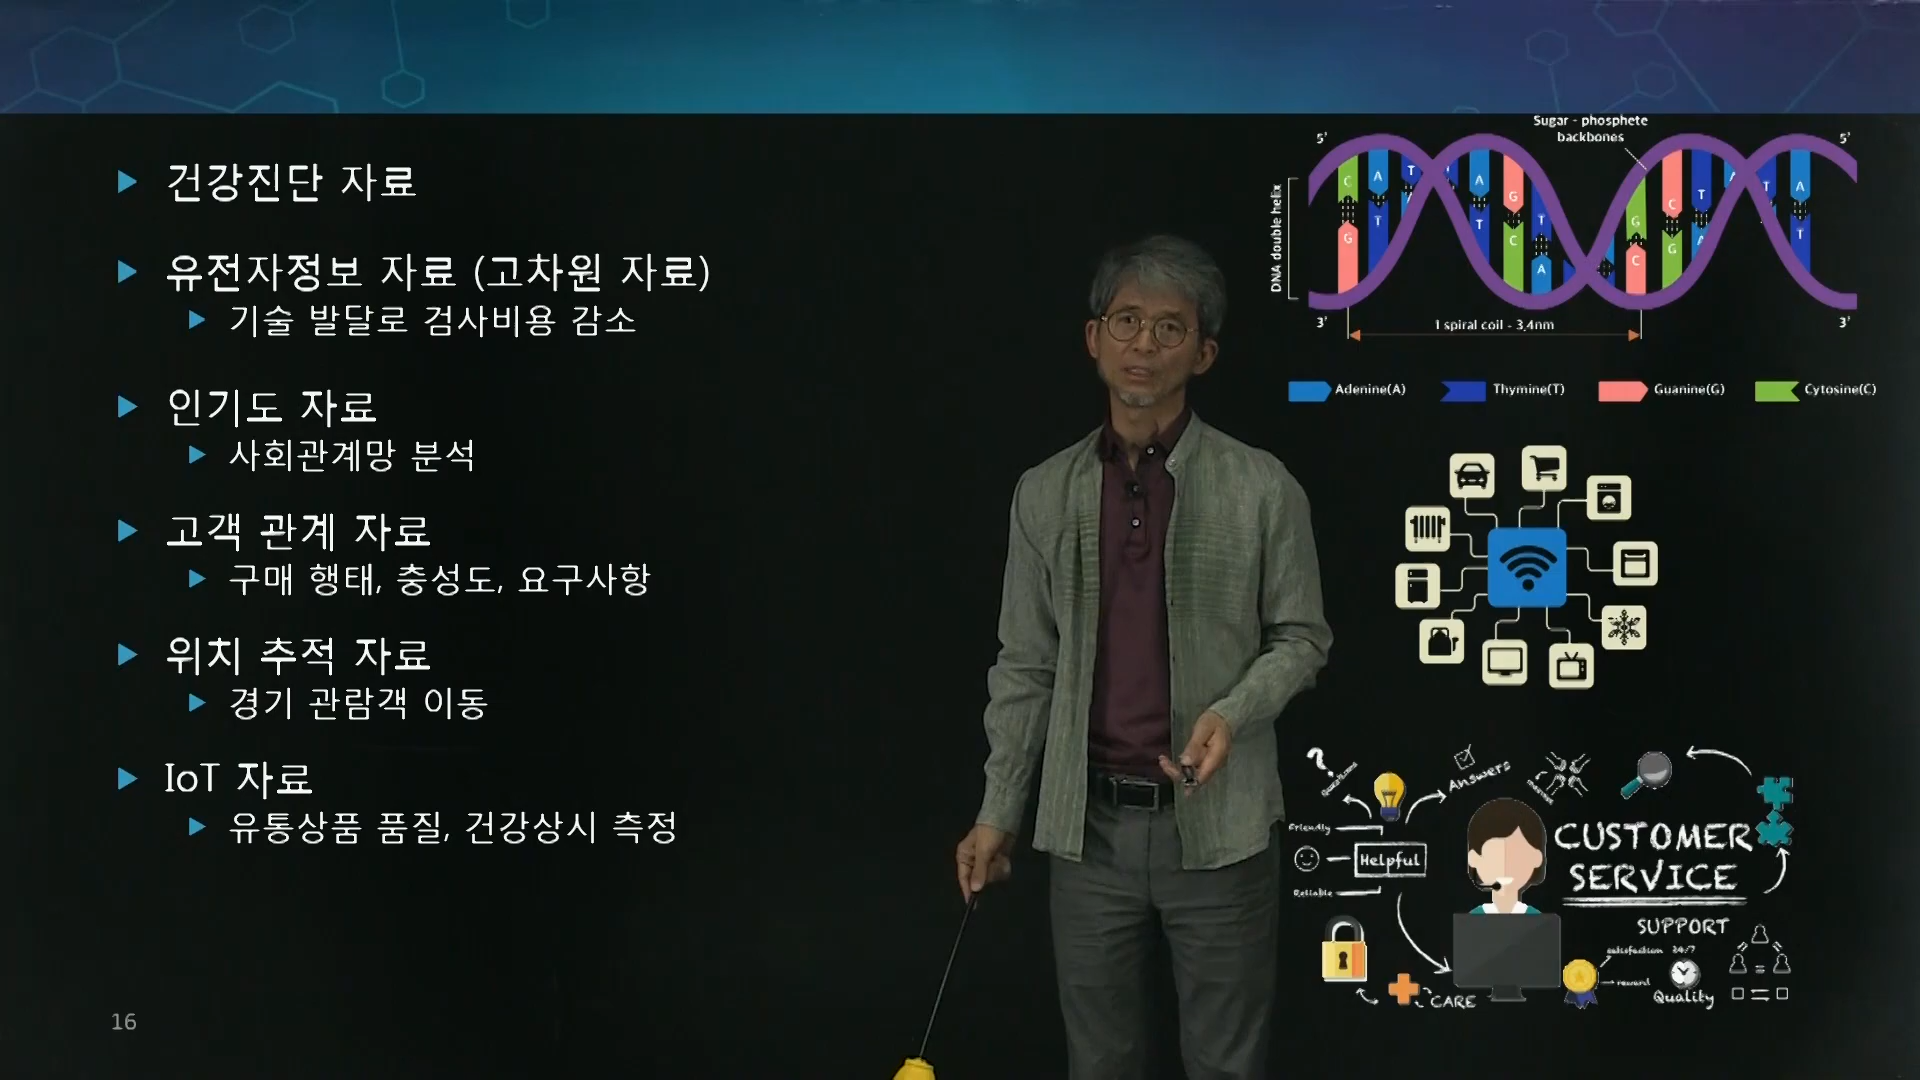 건강진단 자료
유전자정보 자료 (고차원 자료)
기술 발달로 검사비용 감소
인기도 자료
사회관계망 분석
고객 관계 자료
구매 행태, 충성도, 요구사항
위치 추적 자료
경기 관람객 이동
IoT 자료
유통상품 품질, 건강상시 측정
16
Sugar - phosphete
backbones
5'
5'
DNA double helix
C A T A G T G C T A T A
G T A T C A C G A T
3'
3'
1 spiral coil - 3,4nm
Adenine(A) Thymine(T) Guanine(G) Cytosine(C)
?
Answers
Friendly
Helpful
Reliable
CUSTOMER
SERVICE
SUPPORT
satisfaction 24/7
reward
Quality
CARE